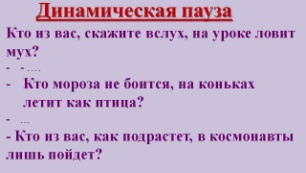 Динамическая пауза
Кто из вас, скажите вслух, на уроке ловит
мух?
- -….
- Кто мороза не боится, на коньках
летит как птица?
- …
- Кто из вас, как подрастет, в космонавты
лишь пойдет?